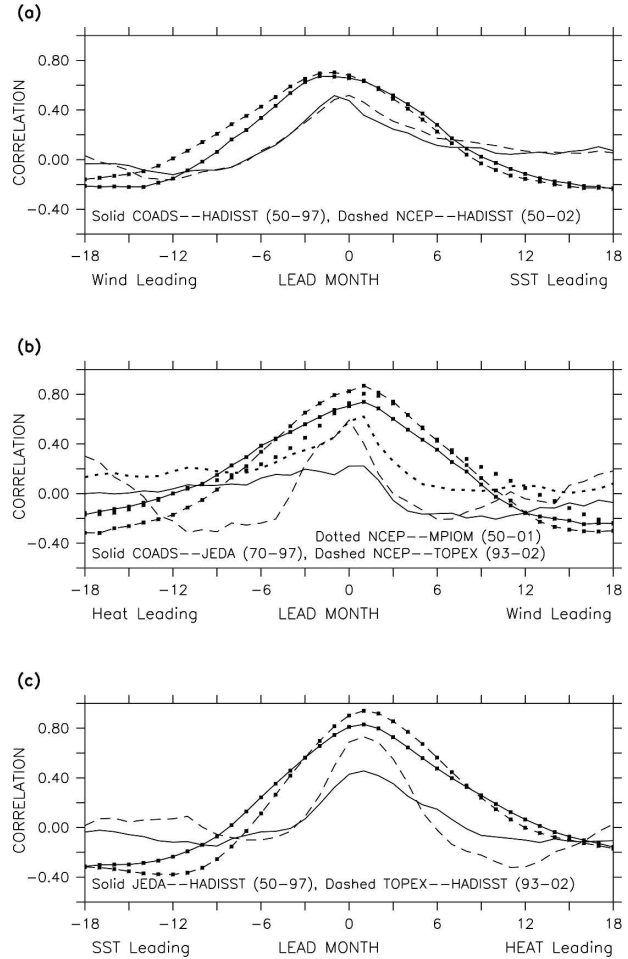 (a)
CORRELATION
0.80
0.40
0.00
−0.40
Solid COADS−−HADISST (50−97), Dashed NCEP−−HADISST (50−02)
−18 −12 −6 0 6 12 18
Wind Leading LEAD MONTH SST Leading
(b)
CORRELATION
0.80
0.40
0.00
−0.40
Dotted NCEP−−MPIOM (50−01)
Solid COADS−−JEDA (70−97), Dashed NCEP−−TOPEX (93−02)
−18 −12 −6 0 6 12 18
Heat Leading LEAD MONTH Wind Leading
(c)
CORRELATION
0.80
0.40
0.00
−0.40
Solid JEDA−−HADISST (50−97), Dashed TOPEX−−HADISST (93−02)
−18 −12 −6 0 6 12 18
SST Leading LEAD MONTH HEAT Leading